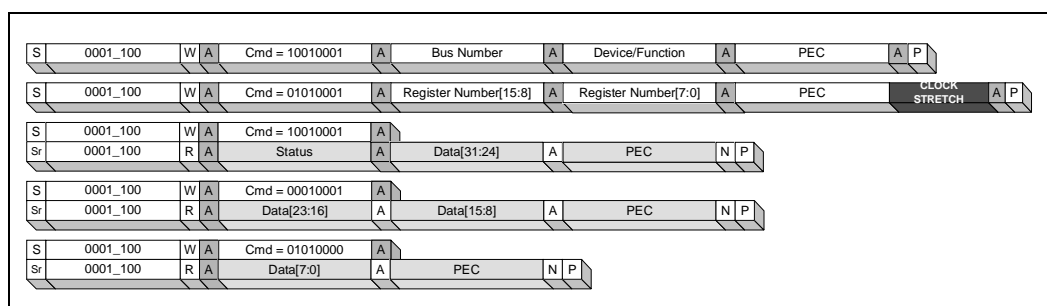 S 0001_100 W A Cmd = 10010001 A Bus Number A Device/Function A PEC A P
S 0001_100 W A Cmd = 01010001 A Register Number[15:8] A Register Number[7:0] A PEC CLOCK STRETCH A P
S 0001_100 W A Cmd = 10010001 A
Sr 0001_100 R A Status A Data[31:24] A PEC N P
S 0001_100 W A Cmd = 00010001 A
Sr 0001_100 R A Data[23:16] A Data[15:8] A PEC N P
S 0001_100 W A Cmd = 01010000 A
Sr 0001_100 R A Data[7:0] A PEC N P